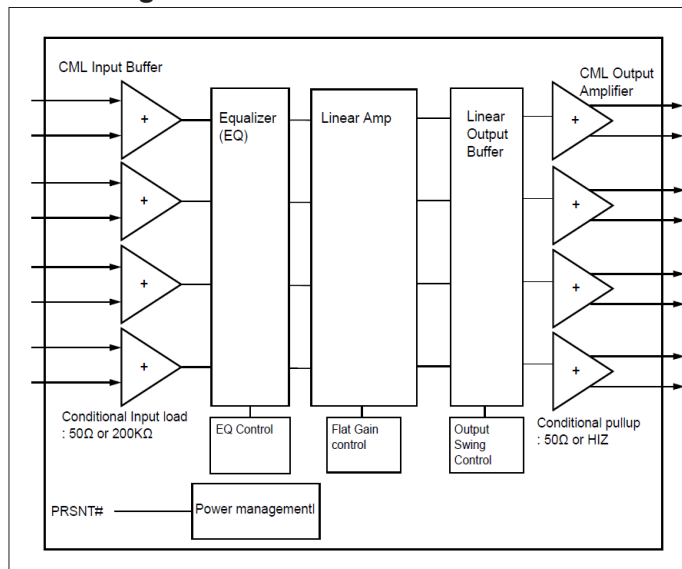 CML Input Buffer
CML Output
Amplifier
Equalizer
(EQ)
Linear Amp
Linear
Output
Buffer
+
+
+
+
+
+
+
+
Conditional Input load
: 50Ω or 200KΩ
EQ Control
Flat Gain
control
Output
Swing
Control
Conditional pullup
: 50Ω or HIZ
PRSNT#
Power managementl